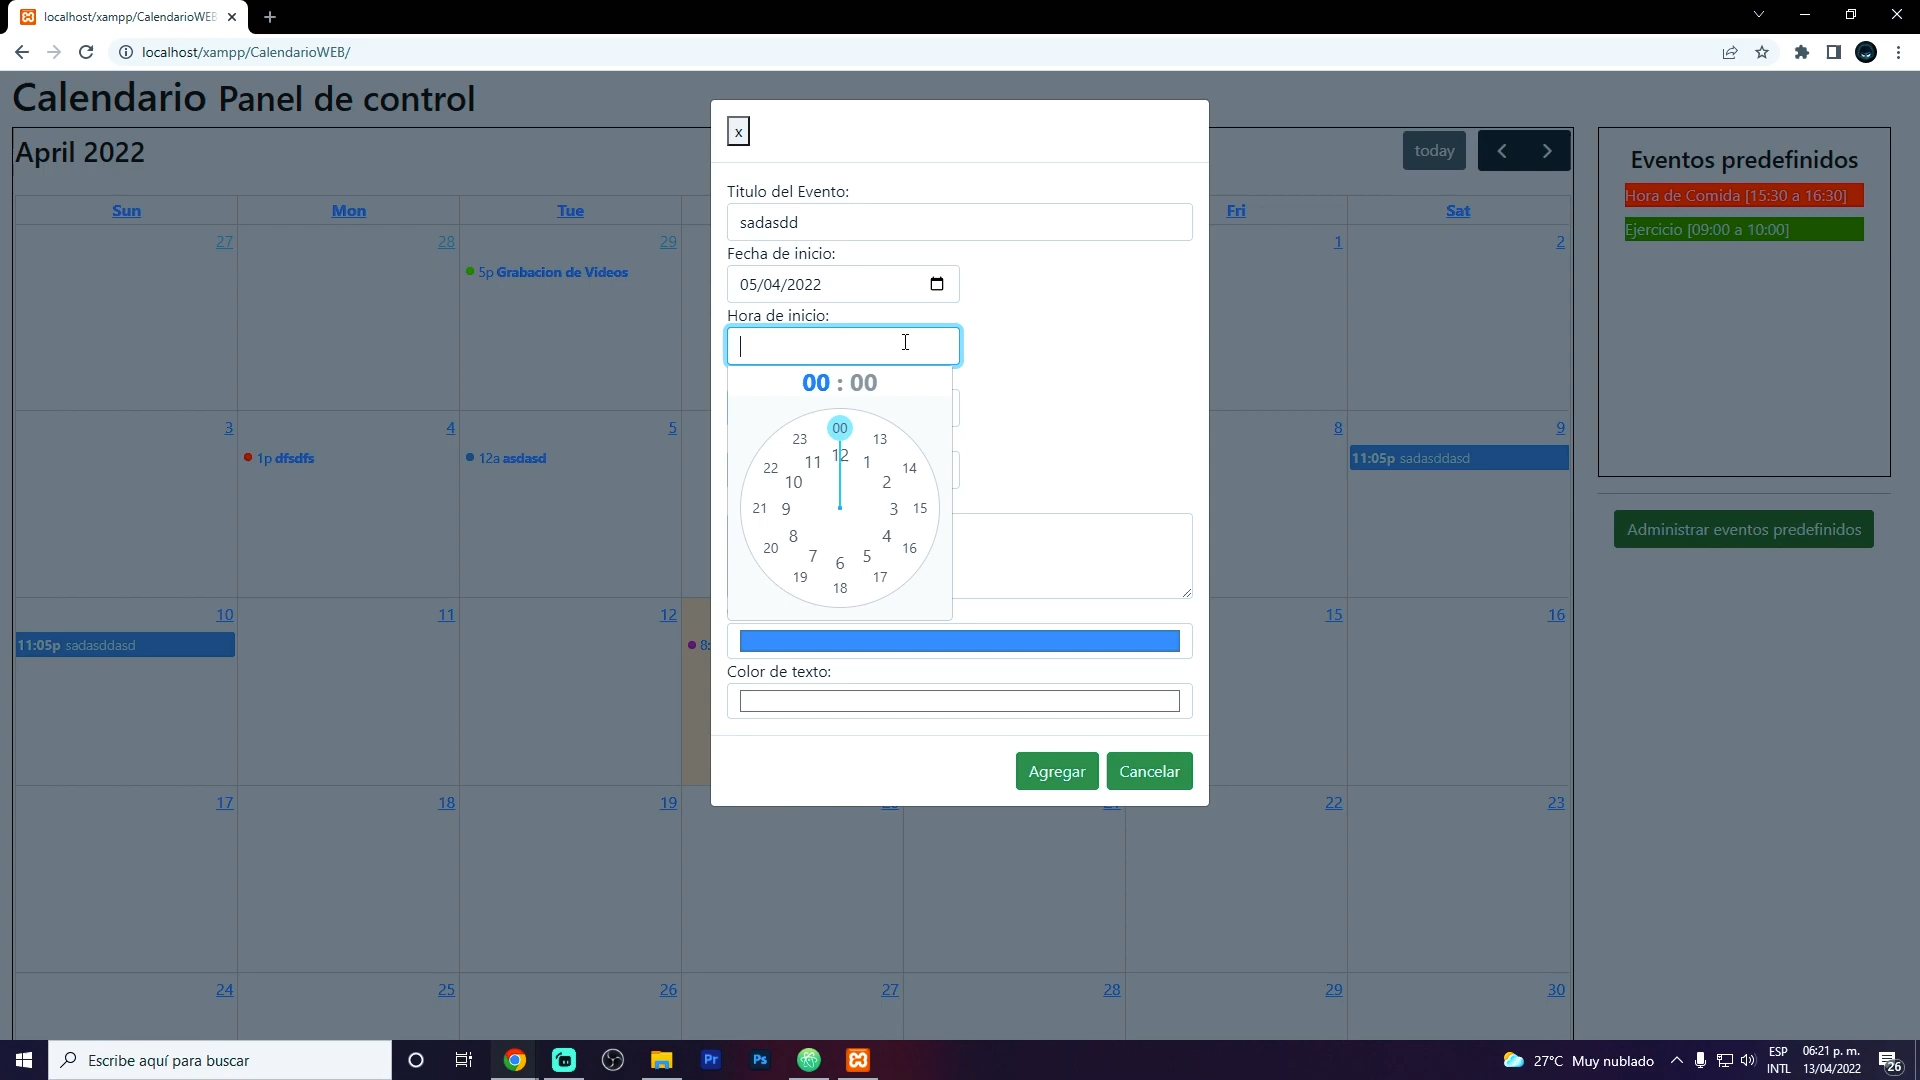 localhost/xampp/CalendarioWEB
localhost/xampp/CalendarioWEB/
Calendario Panel de control
April 2022
today
Sun
Mon
Tue
Fri
Sat
27
28
29
1
2
5p Grabacion de Videos
3
4
5
8
9
1p dfsdfs
12a asdasd
11:05p sadasddasd
10
11
12
15
16
11:05p sadasddasd
8:
17
18
19
22
23
24
25
26
27
28
29
30
x
Titulo del Evento:
sadasdd
Fecha de inicio:
05/04/2022
Hora de inicio:
00 : 00
00
23
13
12
11
1
22
14
10
2
21
9
3
15
8
4
20
16
7
5
6
19
17
18
Color de texto:
Agregar
Cancelar
Eventos predefinidos
Hora de Comida [15:30 a 16:30]
Ejercicio [09:00 a 10:00]
Administrar eventos predefinidos
Escribe aquí para buscar
Pr
Ps
27°C Muy nublado
ESP
INTL
06:21 p. m.
13/04/2022
26